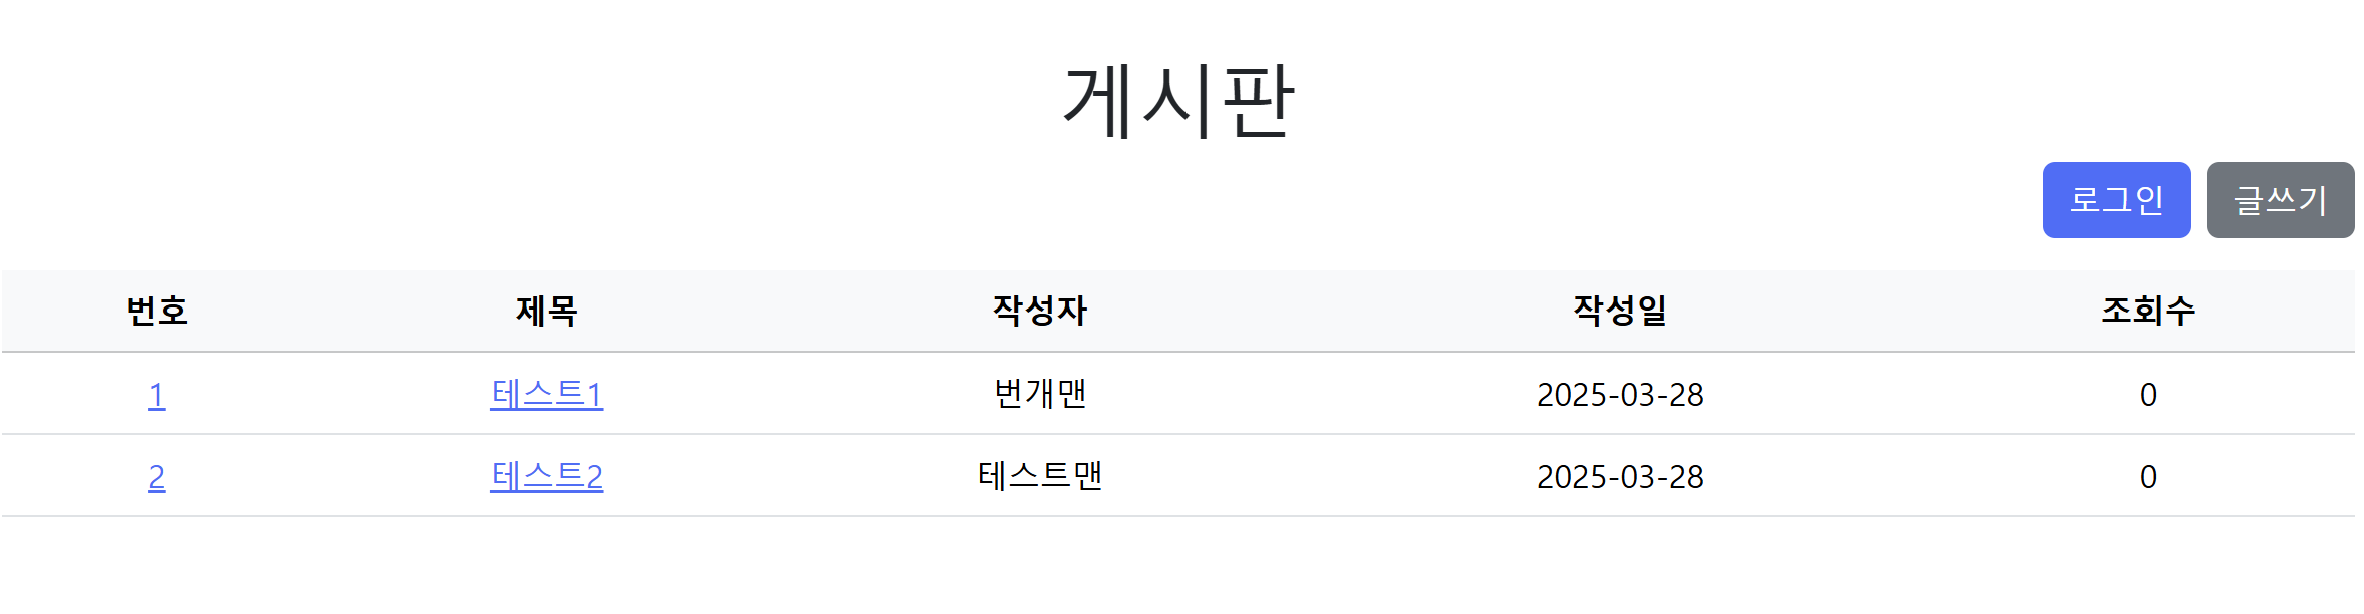 게시판
로그인 글쓰기
번호 제목 작성자 작성일 조회수
1 테스트1 번개맨 2025-03-28 0
2 테스트2 테스트맨 2025-03-28 0